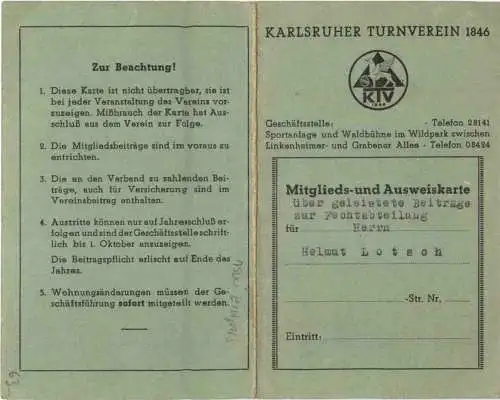 Zur Beachtung!
1. Diese Karte ist nicht übertragbar, sie ist
bei jeder Veranstaltung des Vereins vor-
zuzeigen. Mißbrauch der Karte hat Aus-
schluß aus dem Verein zur Folge.
2. Die Mitgliedsbeiträge sind im voraus zu
entrichten.
3. Die an den Verband zu zahlenden Bei-
träge, auch für Versicherung sind im
Vereinsbeitrag enthalten.
4. Austritte können nur auf Jahresschluß er-
folgen und sind der Geschäftsstelle schrift-
lich bis 1. Oktober anzuzeigen.
Die Beitragspflicht erlischt auf Ende des
Jahres.
5. Wohnungsänderungen müssen der Ge-
schäftsführung sofort mitgeteilt werden.
63
KARLSRUHER TURNVEREIN 1846
KTV
1846
Geschäftsstelle: - Telefon 28141
Sportanlage und Waldbühne im Wildpark zwischen
Linkenheimer- und Grabener Allee - Telefon 08424
Mitglieds- und Ausweiskarte
über geleistete Beiträge
zur Fechtabteilung
für Herrn
Helmut Lotsch
-Str. Nr.
Eintritt: